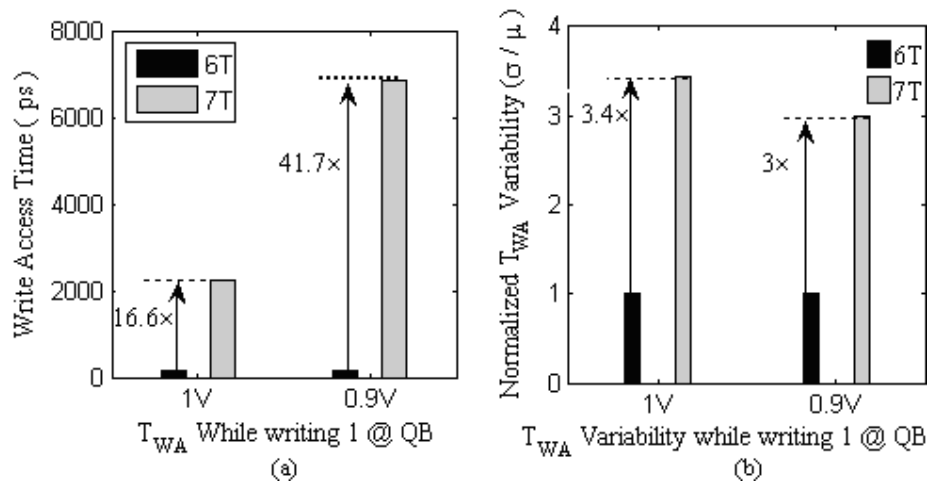 Write Access Time ( ps )
8000
6000
4000
2000
0
6T
7T
16.6×
41.7×
1V
0.9V
T_WA While writing 1 @ QB
(a)
Normalized T_WA Variability ( σ / μ )
4
3
2
1
0
6T
7T
3.4×
3×
1V
0.9V
T_WA Variability while writing 1 @ QB
(b)